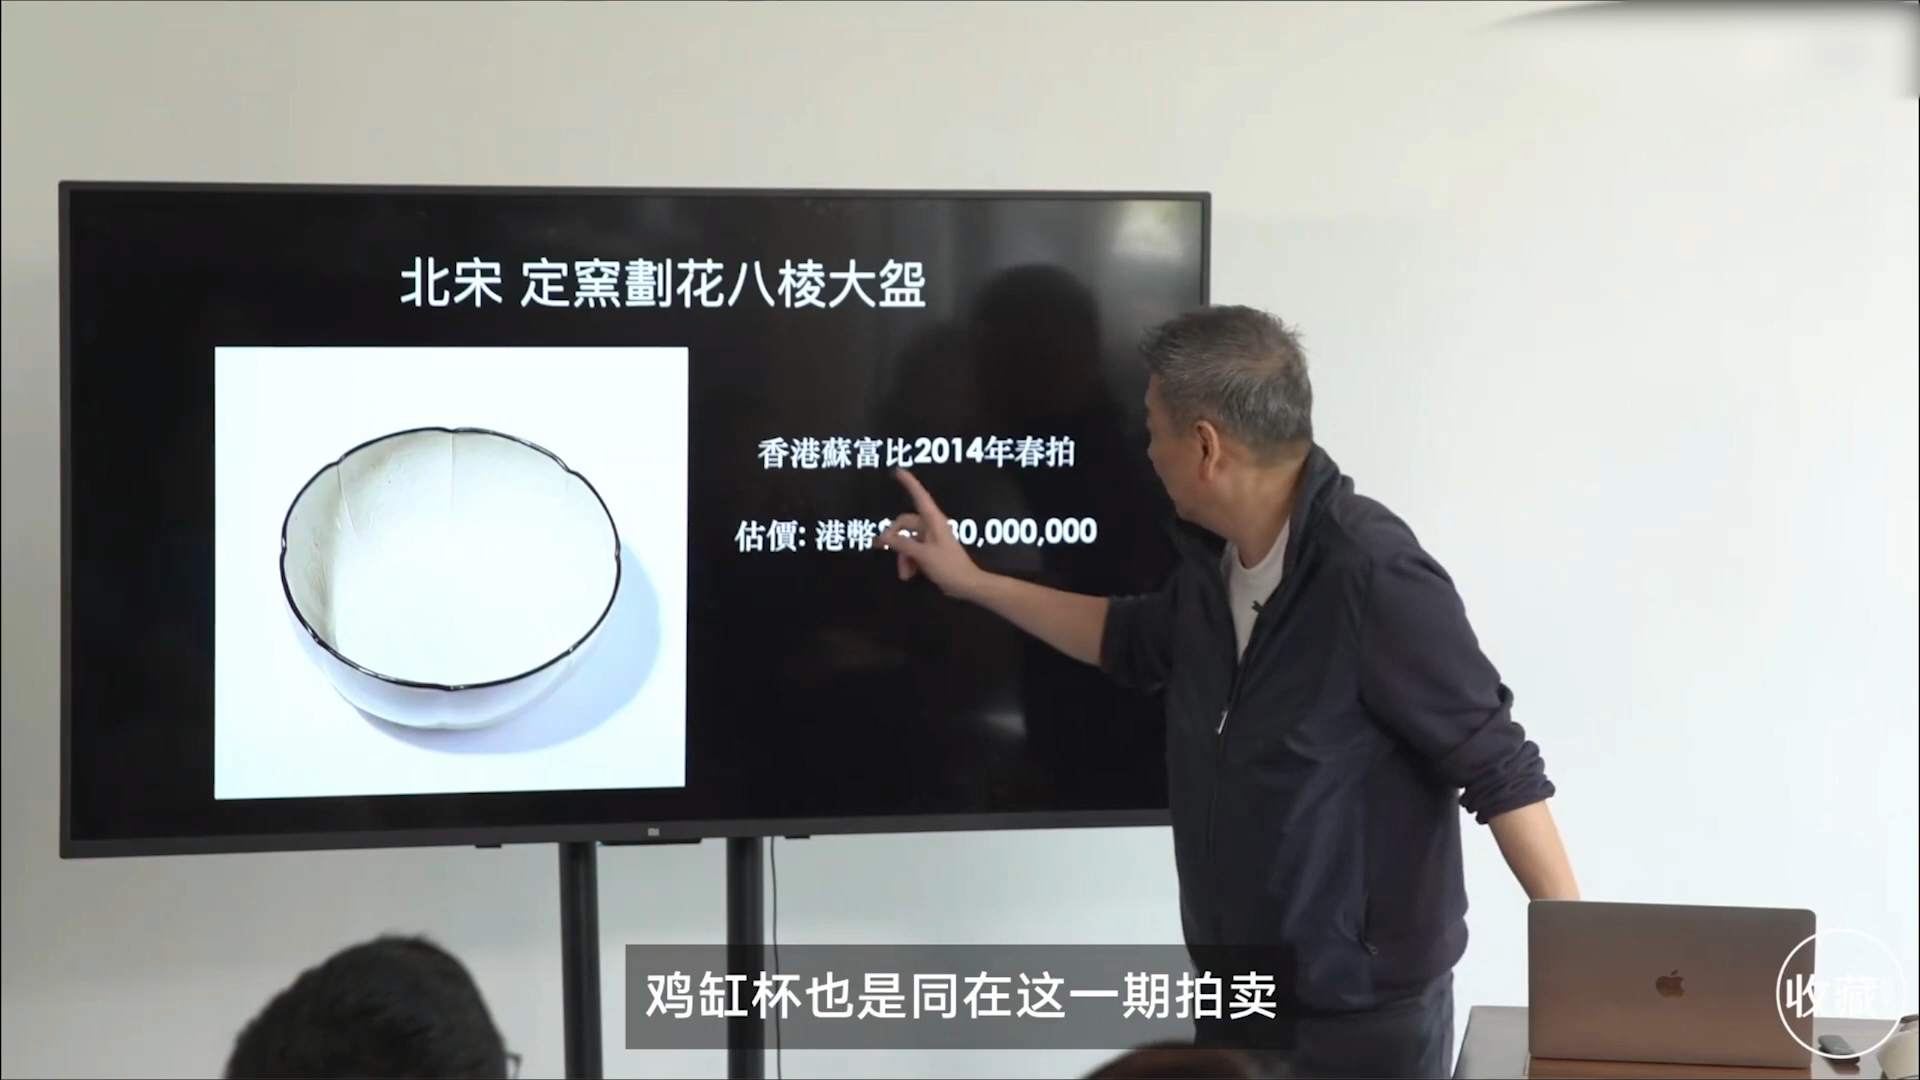 北宋 定窯劃花八棱大盌
香港蘇富比2014年春拍
估價: 港幣 30,000,000
鸡缸杯也是同在这一期拍卖
收藏
mi